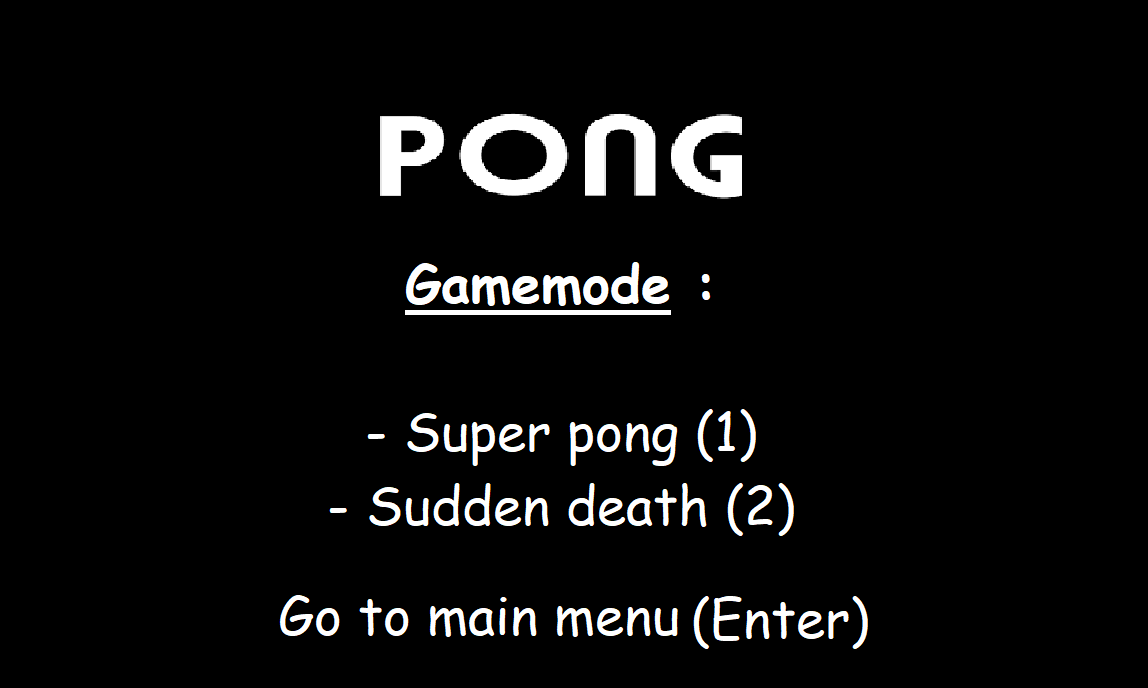 PONG
Gamemode :
- Super pong (1)
- Sudden death (2)
Go to main menu (Enter)